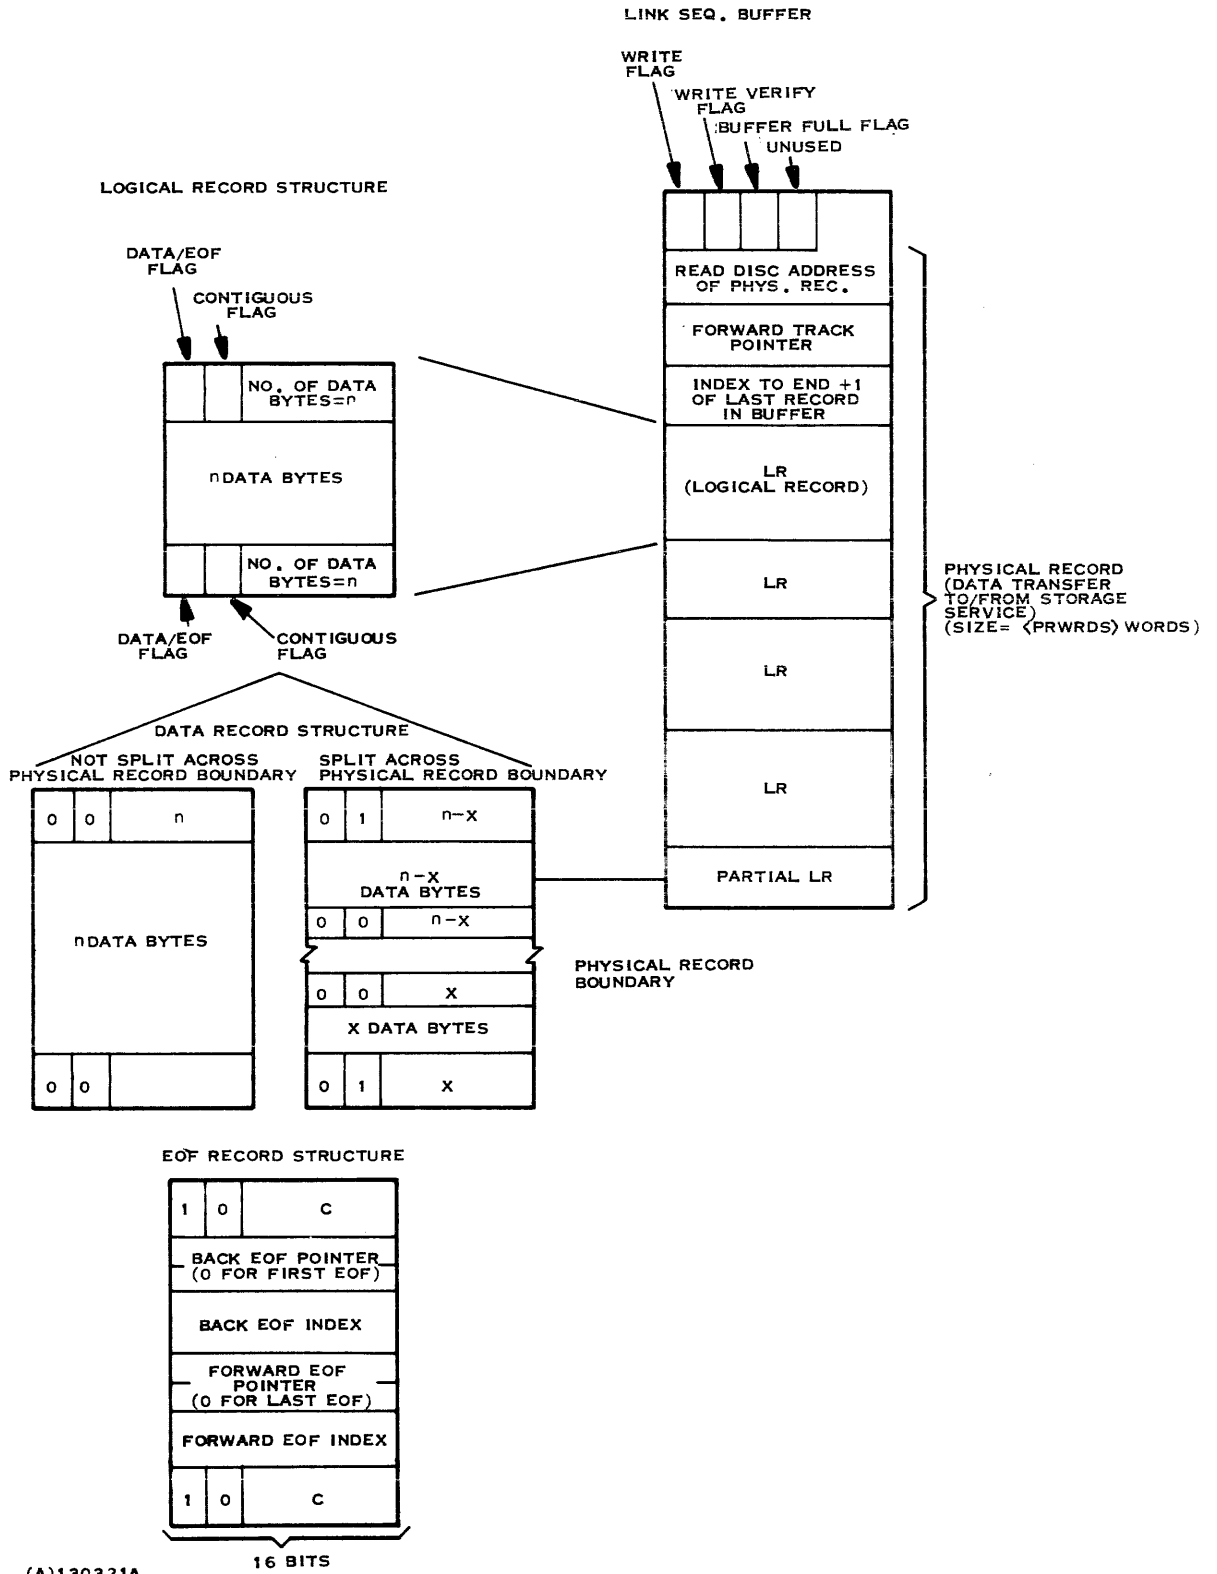 LINK SEQ. BUFFER
WRITE
FLAG
WRITE VERIFY
FLAG
BUFFER FULL FLAG
UNUSED
LOGICAL RECORD STRUCTURE
DATA/EOF
FLAG
CONTIGUOUS
FLAG
NO. OF DATA
BYTES=n
n DATA BYTES
NO. OF DATA
BYTES=n
DATA/EOF
FLAG
CONTIGUOUS
FLAG
READ DISC ADDRESS
OF PHYS. REC.
FORWARD TRACK
POINTER
INDEX TO END +1
OF LAST RECORD
IN BUFFER
LR
(LOGICAL RECORD)
LR
LR
LR
PARTIAL LR
PHYSICAL RECORD
(DATA TRANSFER
TO/FROM STORAGE
SERVICE)
(SIZE= <PRWRDS> WORDS)
DATA RECORD STRUCTURE
NOT SPLIT ACROSS
PHYSICAL RECORD BOUNDARY
0 0 n
n DATA BYTES
0 0
SPLIT ACROSS
PHYSICAL RECORD BOUNDARY
0 1 n-X
n-X
DATA BYTES
0 0 n-X
0 0 X
X DATA BYTES
0 1 X
PHYSICAL RECORD
BOUNDARY
EOF RECORD STRUCTURE
1 0 C
BACK EOF POINTER
(0 FOR FIRST EOF)
BACK EOF INDEX
FORWARD EOF
POINTER
(0 FOR LAST EOF)
FORWARD EOF INDEX
1 0 C
16 BITS
(A)130321A